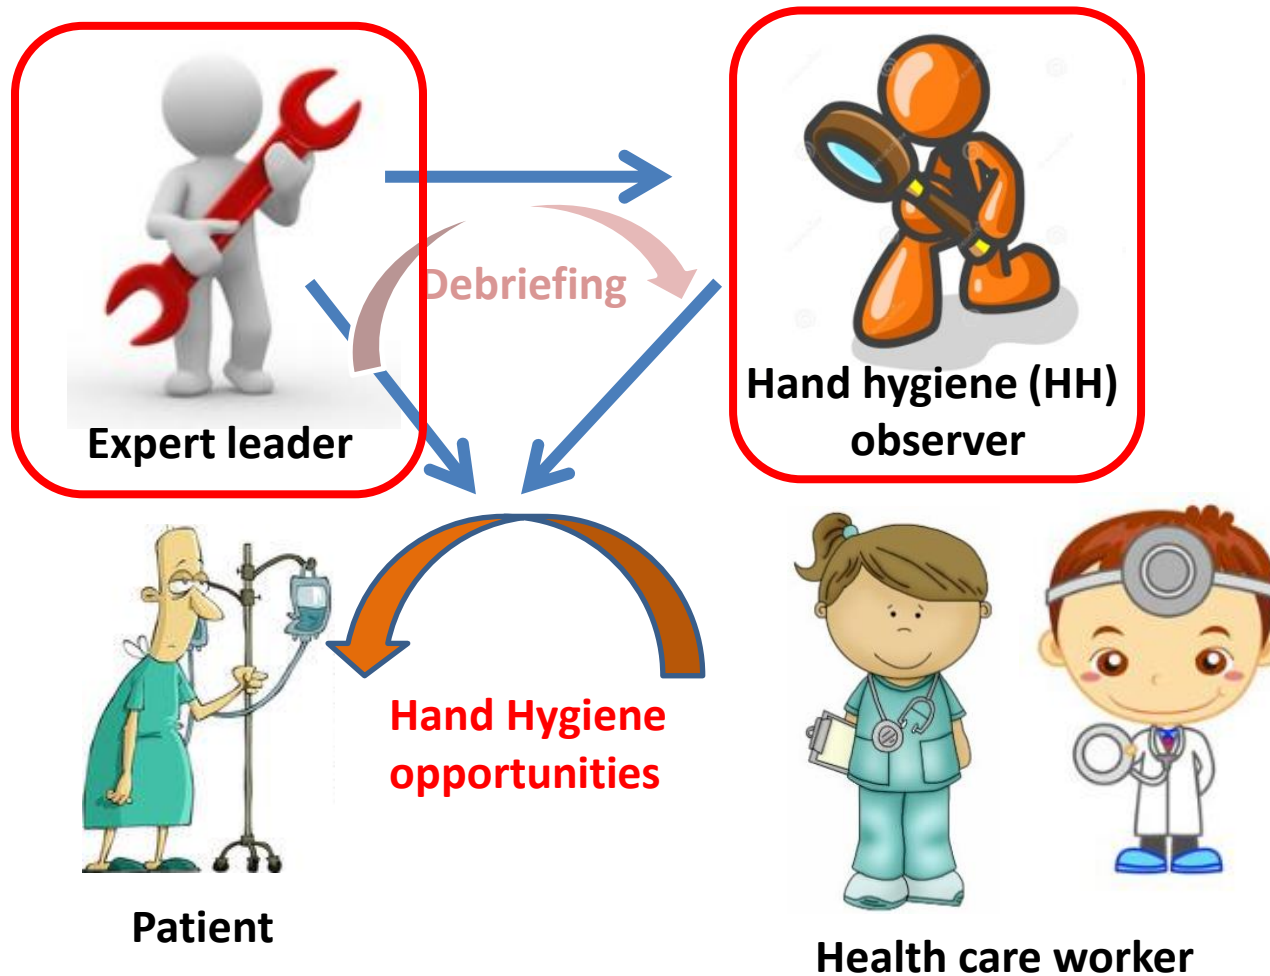 Debriefing
Expert leader
Hand hygiene (HH)
observer
Hand Hygiene
opportunities
Patient
Health care worker